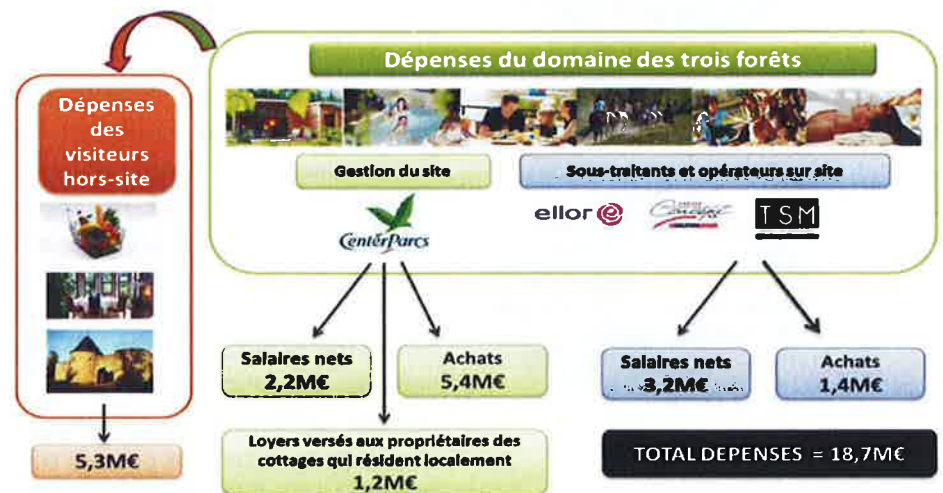 Dépenses du domaine des trois forêts
Dépenses
des
visiteurs
hors-site
Gestion du site
Sous-traitants et opérateurs sur site
CenterParcs
ellor e
Concept
TSM
Salaires nets
2,2M€
Achats
5,4M€
Salaires nets
3,2M€
Achats
1,4M€
Loyers versés aux propriétaires des
cottages qui résident localement
1,2M€
5,3M€
TOTAL DEPENSES = 18,7M€